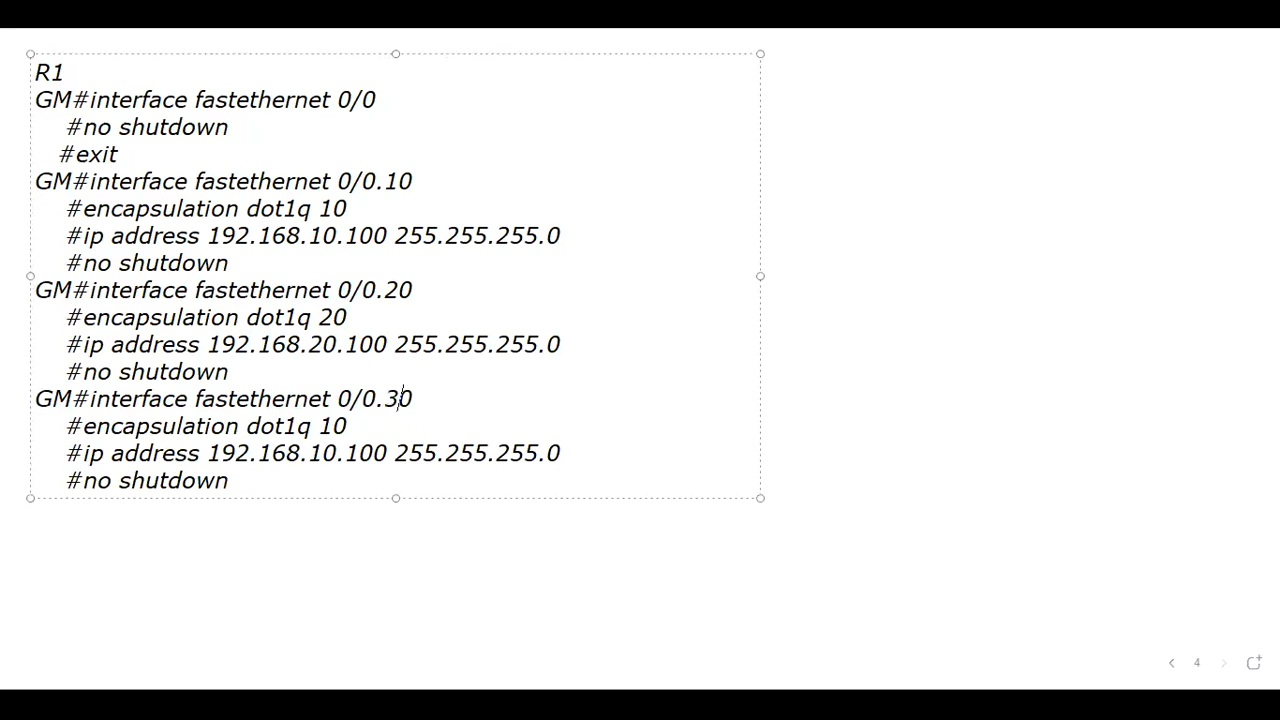 R1
GM#interface fastethernet 0/0
#no shutdown
#exit
GM#interface fastethernet 0/0.10
#encapsulation dot1q 10
#ip address 192.168.10.100 255.255.255.0
#no shutdown
GM#interface fastethernet 0/0.20
#encapsulation dot1q 20
#ip address 192.168.20.100 255.255.255.0
#no shutdown
GM#interface fastethernet 0/0.30
#encapsulation dot1q 10
#ip address 192.168.10.100 255.255.255.0
#no shutdown
4